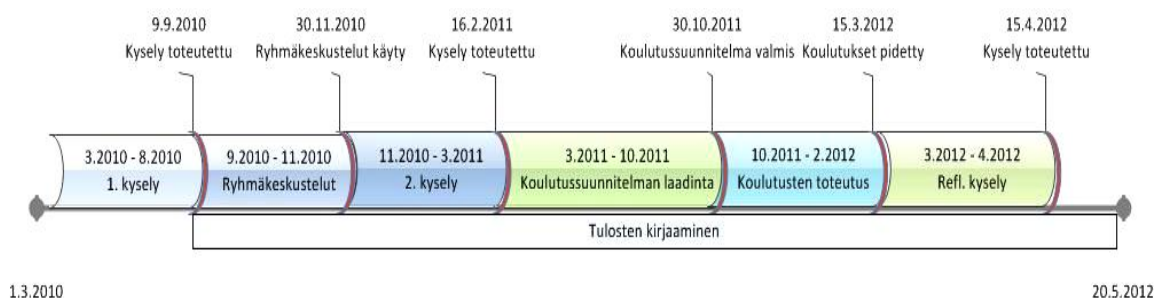 9.9.2010
Kysely toteutettu
30.11.2010
Ryhmäkeskustelut käyty
16.2.2011
Kysely toteutettu
30.10.2011
Koulutussuunnitelma valmis
15.3.2012
Koulutukset pidetty
15.4.2012
Kysely toteutettu
3.2010 - 8.2010
1. kysely
9.2010 - 11.2010
Ryhmäkeskustelut
11.2010 - 3.2011
2. kysely
3.2011 - 10.2011
Koulutussuunnitelman laadinta
10.2011 - 2.2012
Koulutusten toteutus
3.2012 - 4.2012
Refl. kysely
Tulosten kirjaaminen
1.3.2010
20.5.2012